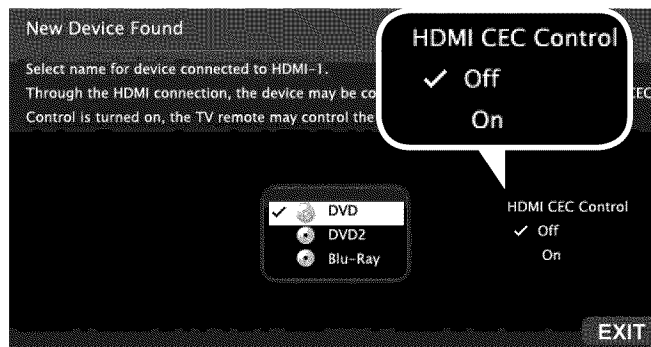 New Device Found
Select name for device connected to HDMI-1.
Through the HDMI connection, the device may be co
EC
Control is turned on, the TV remote may control the
HDMI CEC Control
✓ Off
On
✓ DVD
DVD2
Blu-Ray
HDMI CEC Control
✓ Off
On
EXIT